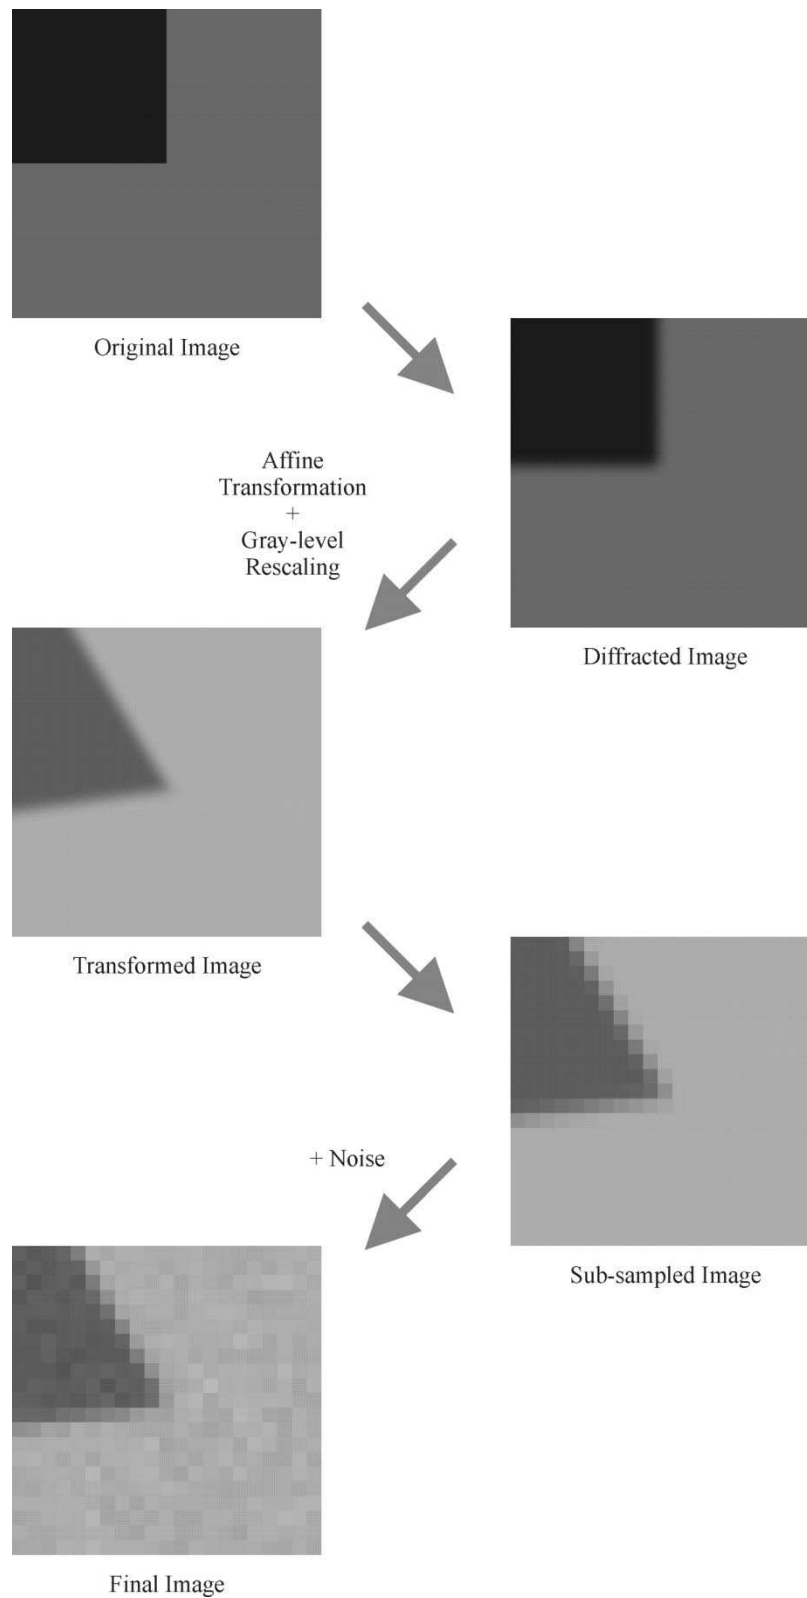 Original Image
Affine
Transformation
+
Gray-level
Rescaling
Diffracted Image
Transformed Image
+ Noise
Sub-sampled Image
Final Image